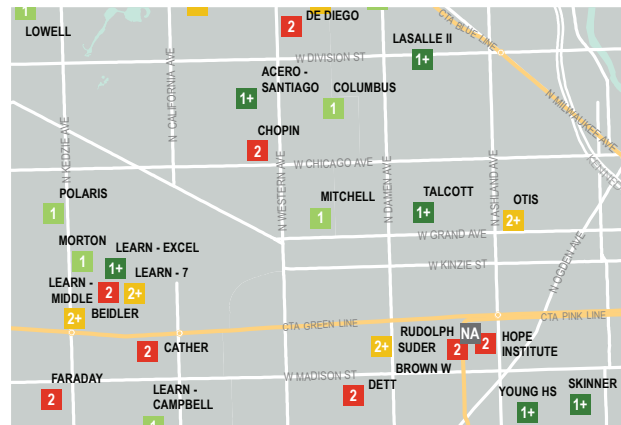 1
LOWELL
DE DIEGO
2
CTA BLUE LINE
LASALLE II
1+
W DIVISION ST
N CALIFORNIA AVE
ACERO -
SANTIAGO
1+
COLUMBUS
1
N MILWAUKEE AVE
CHOPIN
2
N KEDZIE AVE
N WESTERN AVE
W CHICAGO AVE
N DAMEN AVE
N ASHLAND AVE
POLARIS
1
MITCHELL
1
TALCOTT
1+
OTIS
2+
W GRAND AVE
MORTON
1
LEARN - EXCEL
1+
LEARN - 7
2+
LEARN -
MIDDLE
2
BEIDLER
2+
W KINZIE ST
N OGDEN AVE
CTA GREEN LINE
CTA PINK LINE
CATHER
2
RUDOLPH
NA
SUDER
2+
2
2
HOPE
INSTITUTE
BROWN W
W MADISON ST
FARADAY
2
LEARN -
CAMPBELL
1
DETT
2
YOUNG HS
1+
SKINNER
1+